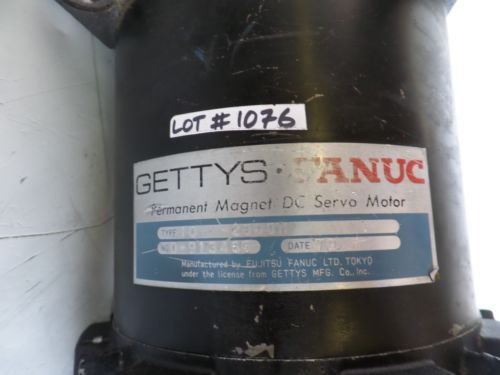 LOT #1076
GETTYS · FANUC
Permanent Magnet DC Servo Motor
TYPE
NO
DATE
Manufactured by FUJITSU FANUC LTD. TOKYO
under the license from GETTYS MFG. Co., Inc.